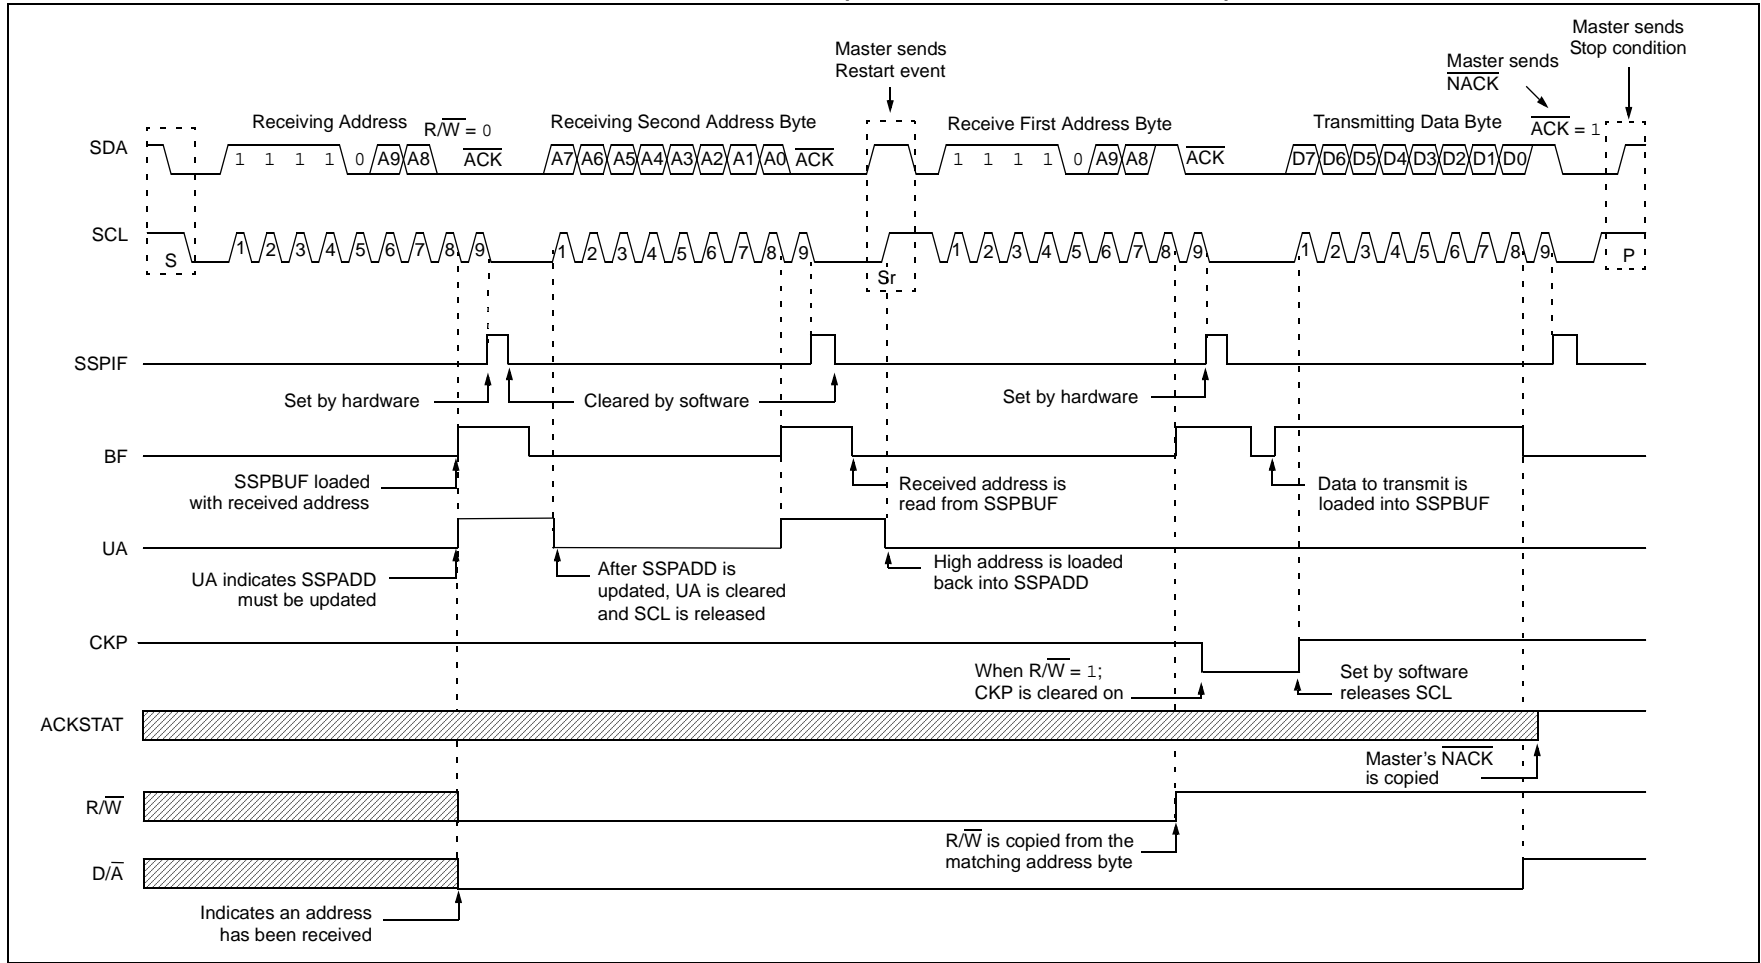 Master sends
Stop condition
Master sends
Restart event
Master sends
NACK
Receiving Address R/W = 0
Receiving Second Address Byte
Receive First Address Byte
Transmitting Data Byte
ACK = 1
SDA 1 1 1 1 0 A9 A8 ACK A7 A6 A5 A4 A3 A2 A1 A0 ACK 1 1 1 1 0 A9 A8 ACK D7 D6 D5 D4 D3 D2 D1 D0
SCL S 1 2 3 4 5 6 7 8 9 1 2 3 4 5 6 7 8 9 Sr 1 2 3 4 5 6 7 8 9 1 2 3 4 5 6 7 8 9 P
SSPIF
Set by hardware
Cleared by software
Set by hardware
BF
SSPBUF loaded
with received address
Received address is
read from SSPBUF
Data to transmit is
loaded into SSPBUF
UA
UA indicates SSPADD
must be updated
After SSPADD is
updated, UA is cleared
and SCL is released
High address is loaded
back into SSPADD
CKP
When R/W = 1;
CKP is cleared on
Set by software
releases SCL
ACKSTAT
Master's NACK
is copied
R/W
R/W is copied from the
matching address byte
D/A
Indicates an address
has been received